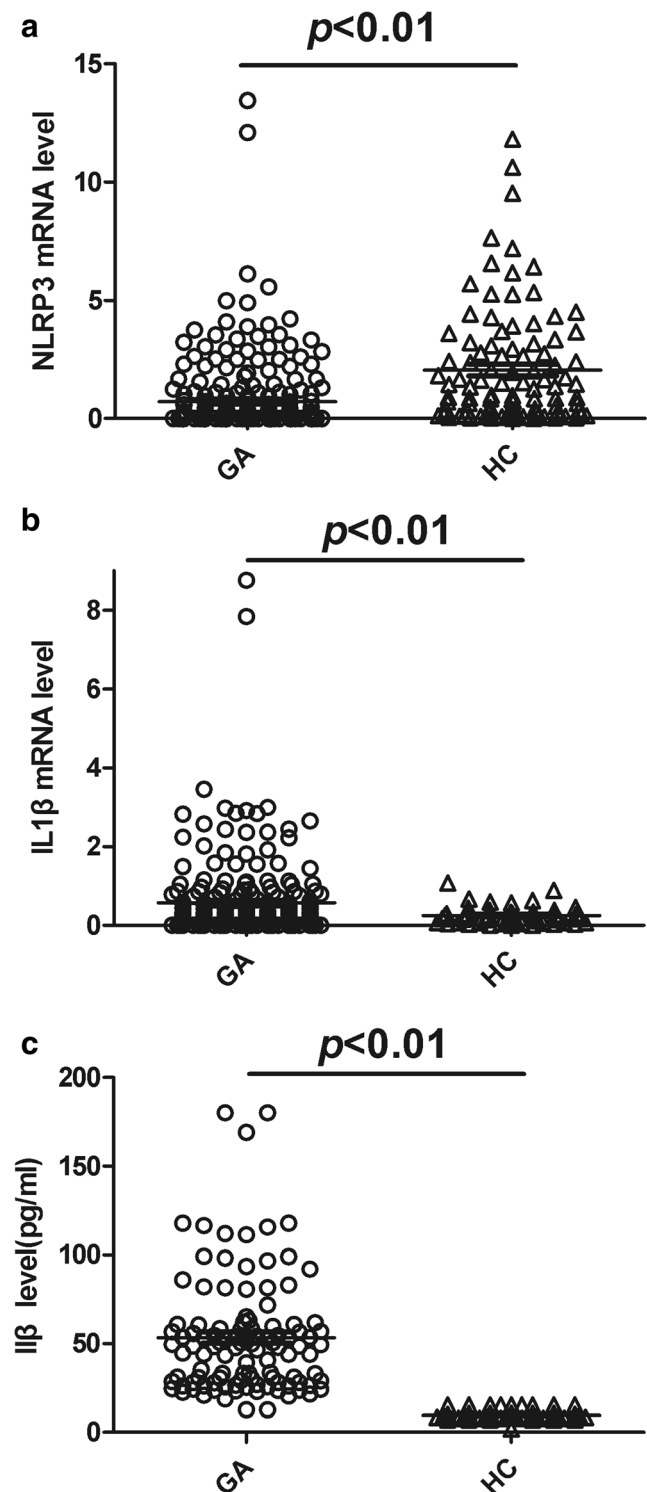 a
p<0.01
NLRP3 mRNA level
15
10
5
0
GA
HC
b
p<0.01
IL1β mRNA level
8
6
4
2
0
GA
HC
c
p<0.01
IIβ level(pg/ml)
200
150
100
50
0
GA
HC